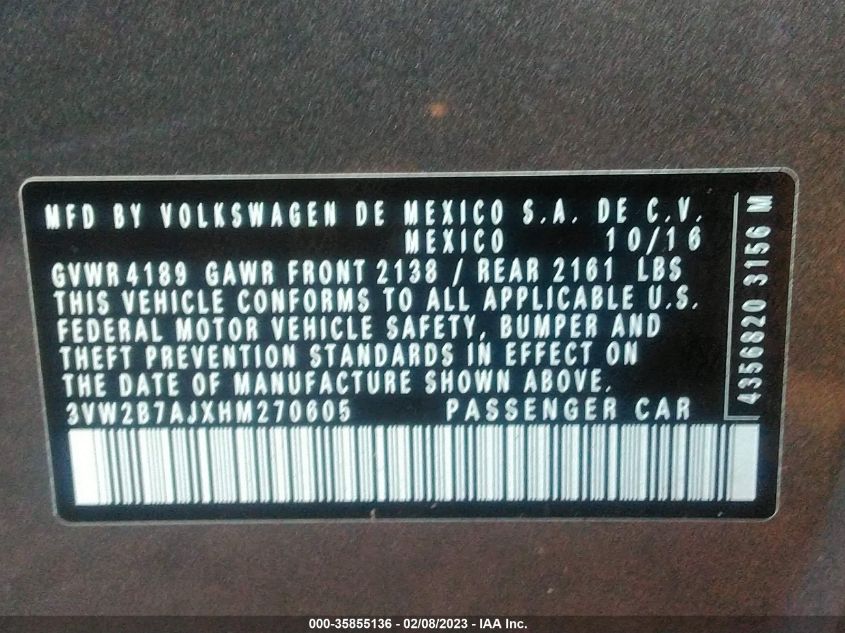 MFD BY VOLKSWAGEN DE MEXICO S.A. DE C.V.
MEXICO 10/16
GVWR 4189 GAWR FRONT 2138 / REAR 2161 LBS
THIS VEHICLE CONFORMS TO ALL APPLICABLE U.S.
FEDERAL MOTOR VEHICLE SAFETY, BUMPER AND
THEFT PREVENTION STANDARDS IN EFFECT ON
THE DATE OF MANUFACTURE SHOWN ABOVE.
3VW2B7AJXHM270605 PASSENGER CAR
4356820 3156 M
000-35855136 - 02/08/2023 - IAA Inc.